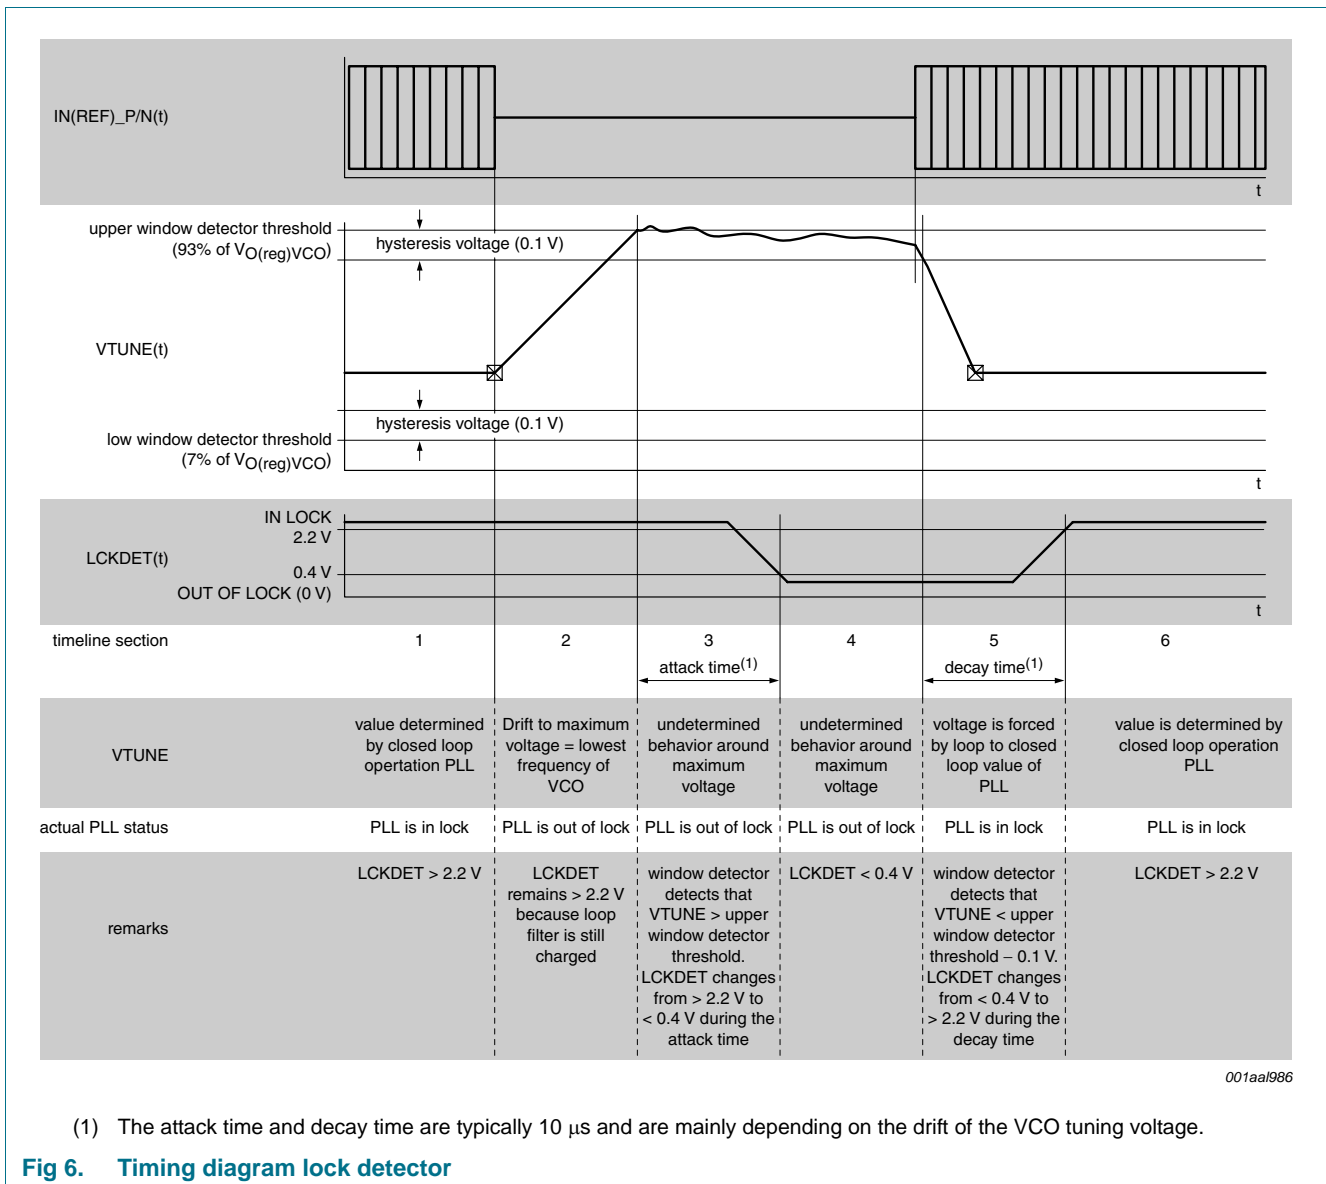 IN(REF)_P/N(t)
t
upper window detector threshold
(93% of VO(reg)VCO)
hysteresis voltage (0.1 V)
VTUNE(t)
hysteresis voltage (0.1 V)
low window detector threshold
(7% of VO(reg)VCO)
t
IN LOCK
2.2 V
LCKDET(t)
0.4 V
OUT OF LOCK (0 V)
t
timeline section 1 2 3 4 5 6
attack time(1) decay time(1)
VTUNE
value determined
by closed loop
opertation PLL
Drift to maximum
voltage = lowest
frequency of
VCO
undetermined
behavior around
maximum
voltage
undetermined
behavior around
maximum
voltage
voltage is forced
by loop to closed
loop value of
PLL
value is determined by
closed loop operation
PLL
actual PLL status PLL is in lock PLL is out of lock PLL is out of lock PLL is out of lock PLL is in lock PLL is in lock
remarks
LCKDET > 2.2 V
LCKDET
remains > 2.2 V
because loop
filter is still
charged
window detector
detects that
VTUNE > upper
window detector
threshold.
LCKDET changes
from > 2.2 V to
< 0.4 V during the
attack time
LCKDET < 0.4 V
window detector
detects that
VTUNE < upper
window detector
threshold − 0.1 V.
LCKDET changes
from < 0.4 V to
> 2.2 V during the
decay time
LCKDET > 2.2 V
001aal986
(1) The attack time and decay time are typically 10 μs and are mainly depending on the drift of the VCO tuning voltage.
Fig 6. Timing diagram lock detector